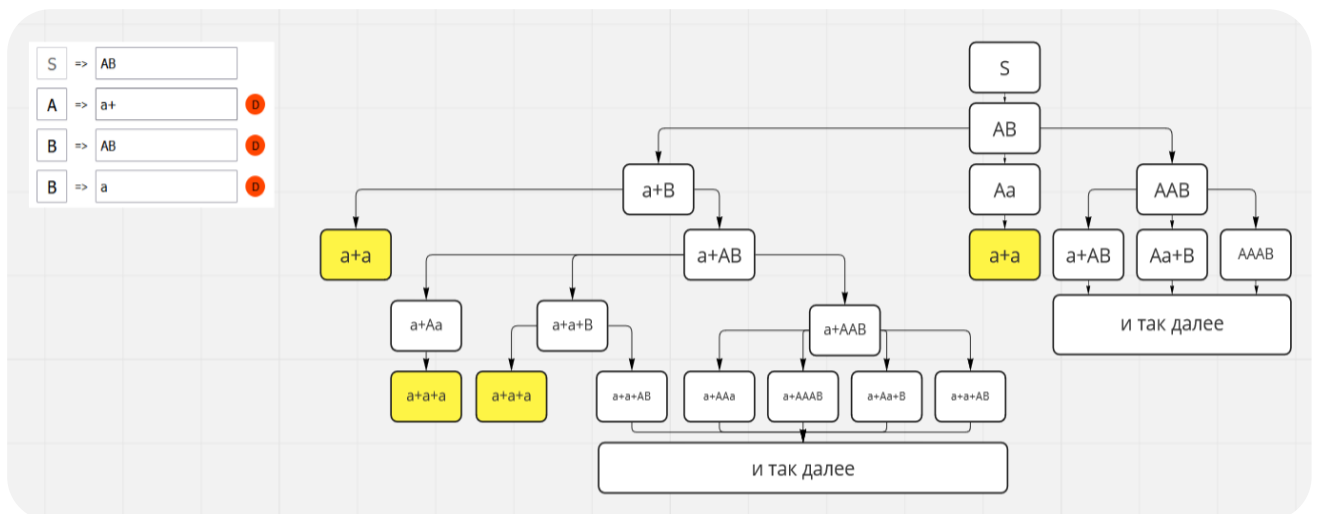 S => AB
A => a+ D
B => AB D
B => a D
S
AB
a+B
Aa
AAB
a+a
a+AB
a+a
a+AB
Aa+B
AAAB
a+Aa
a+a+B
a+AAB
и так далее
a+a+a
a+a+a
a+a+AB
a+AAa
a+AAAB
a+Aa+B
a+a+AB
и так далее